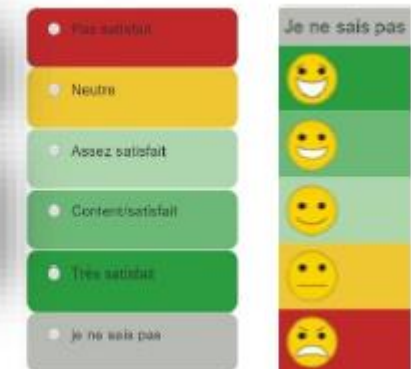 Pas satisfait
Neutre
Assez satisfait
Content/satisfait
Très satisfait
je ne sais pas
Je ne sais pas